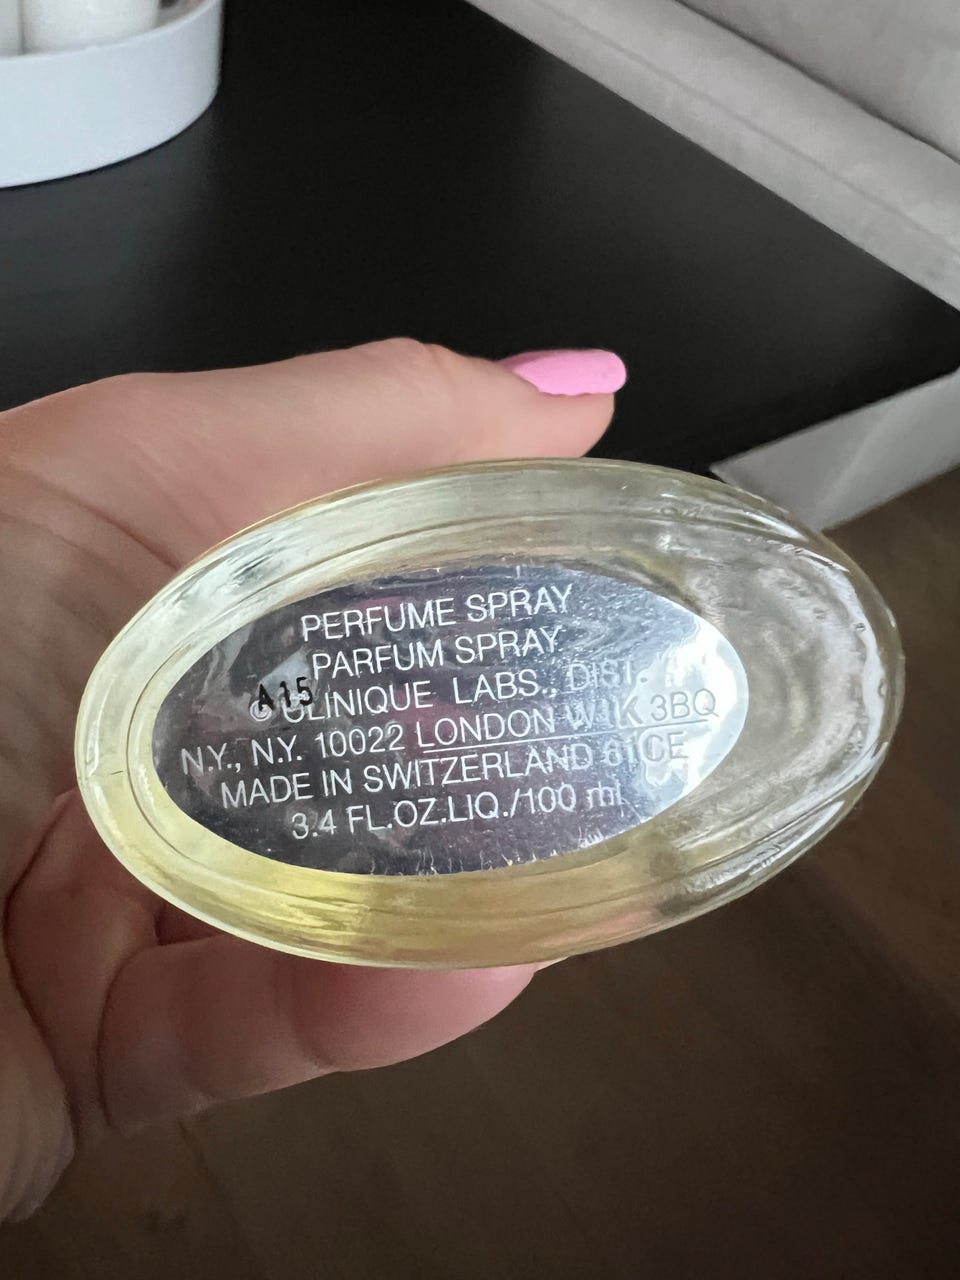 PERFUME SPRAY
PARFUM SPRAY
A15
© CLINIQUE LABS., DIST.
N.Y., N.Y. 10022 LONDON W1K 3BQ
MADE IN SWITZERLAND 61CE
3.4 FL.OZ.LIQ./100 ml